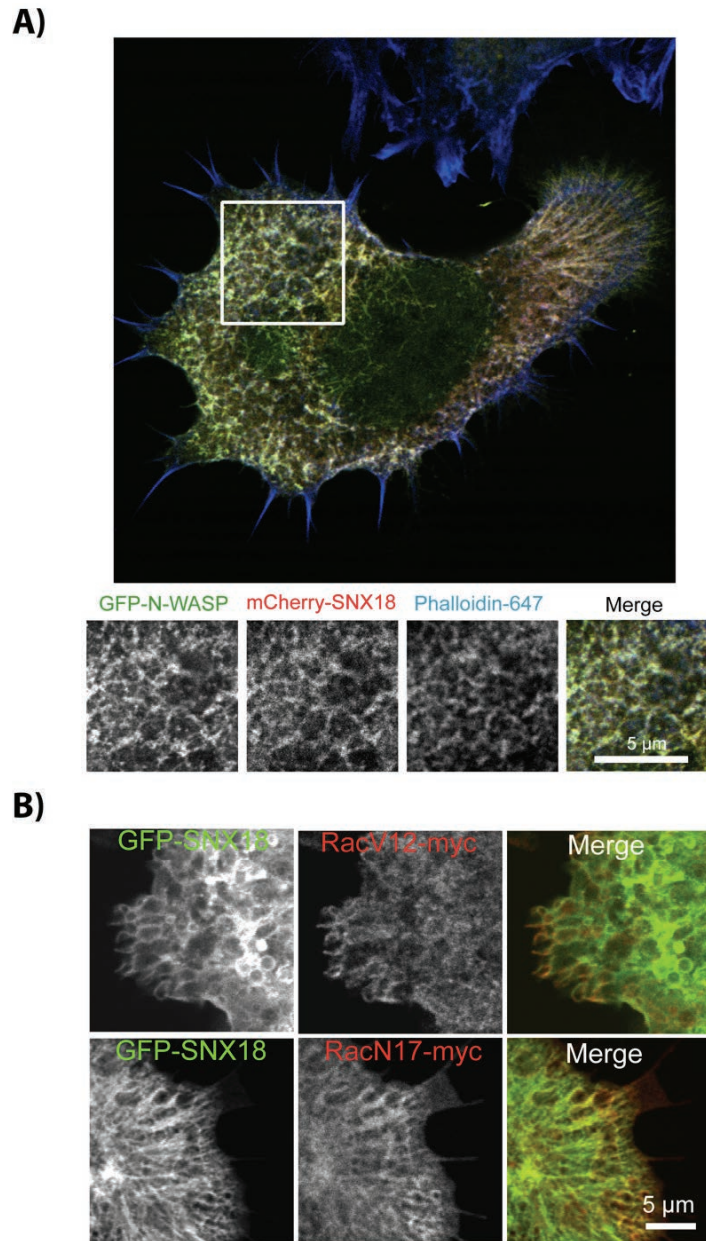 A)
GFP-N-WASP mCherry-SNX18 Phalloidin-647 Merge
5 µm
B)
GFP-SNX18 RacV12-myc Merge
GFP-SNX18 RacN17-myc Merge
5 µm